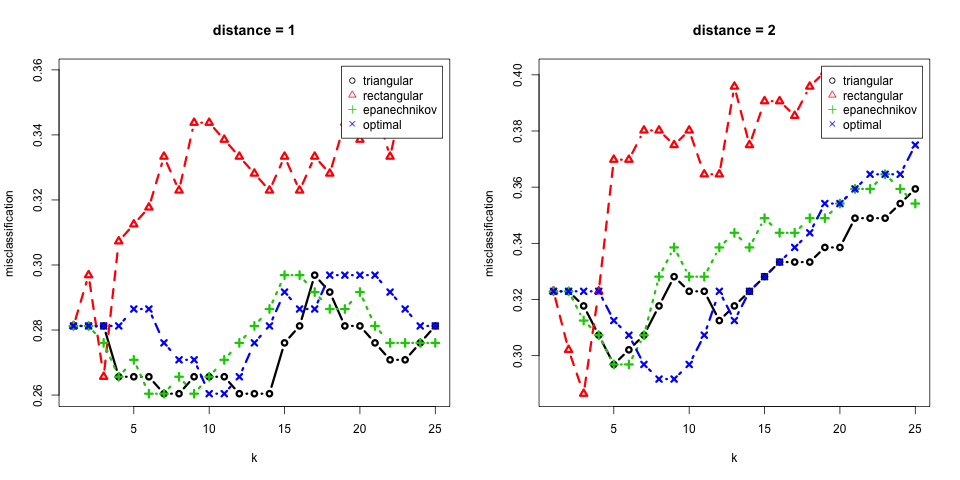 distance = 1
misclassification
0.26 0.28 0.30 0.32 0.34 0.36
triangular
rectangular
epanechnikov
optimal
5 10 15 20 25
k
distance = 2
misclassification
0.30 0.32 0.34 0.36 0.38 0.40
triangular
rectangular
epanechnikov
optimal
5 10 15 20 25
k